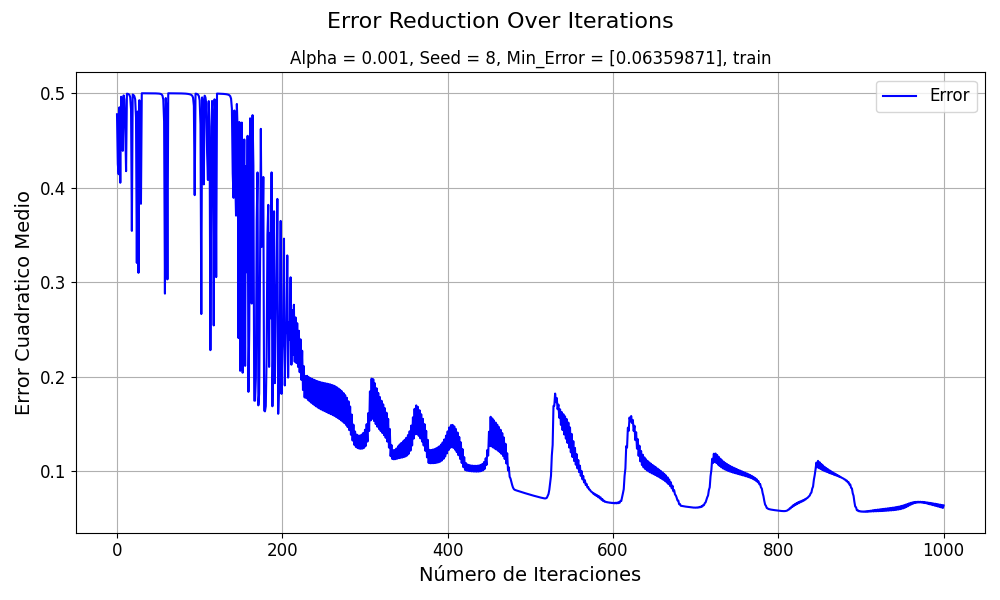 Error Reduction Over Iterations
Alpha = 0.001, Seed = 8, Min_Error = [0.06359871], train
Error
0.5
0.4
0.3
0.2
0.1
Error Cuadratico Medio
0 200 400 600 800 1000
Número de Iteraciones